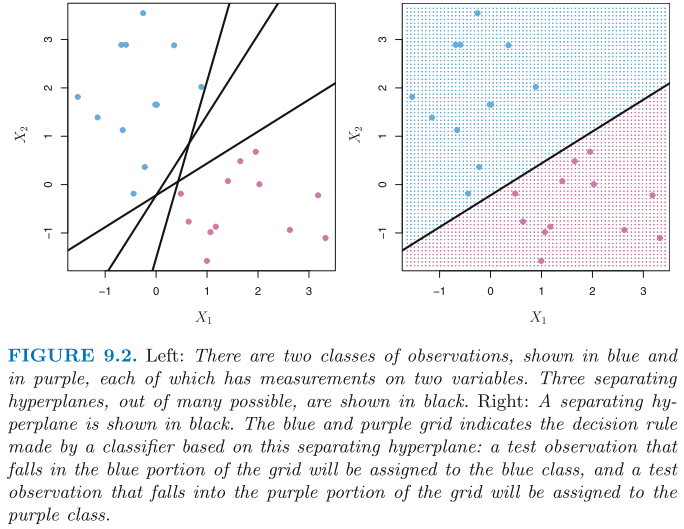 3
2
1
0
−1
X2
−1
0
1
2
3
X1
3
2
1
0
−1
X2
−1
0
1
2
3
X1
FIGURE 9.2. Left: There are two classes of observations, shown in blue and
in purple, each of which has measurements on two variables. Three separating
hyperplanes, out of many possible, are shown in black. Right: A separating hy-
perplane is shown in black. The blue and purple grid indicates the decision rule
made by a classifier based on this separating hyperplane: a test observation that
falls in the blue portion of the grid will be assigned to the blue class, and a test
observation that falls into the purple portion of the grid will be assigned to the
purple class.